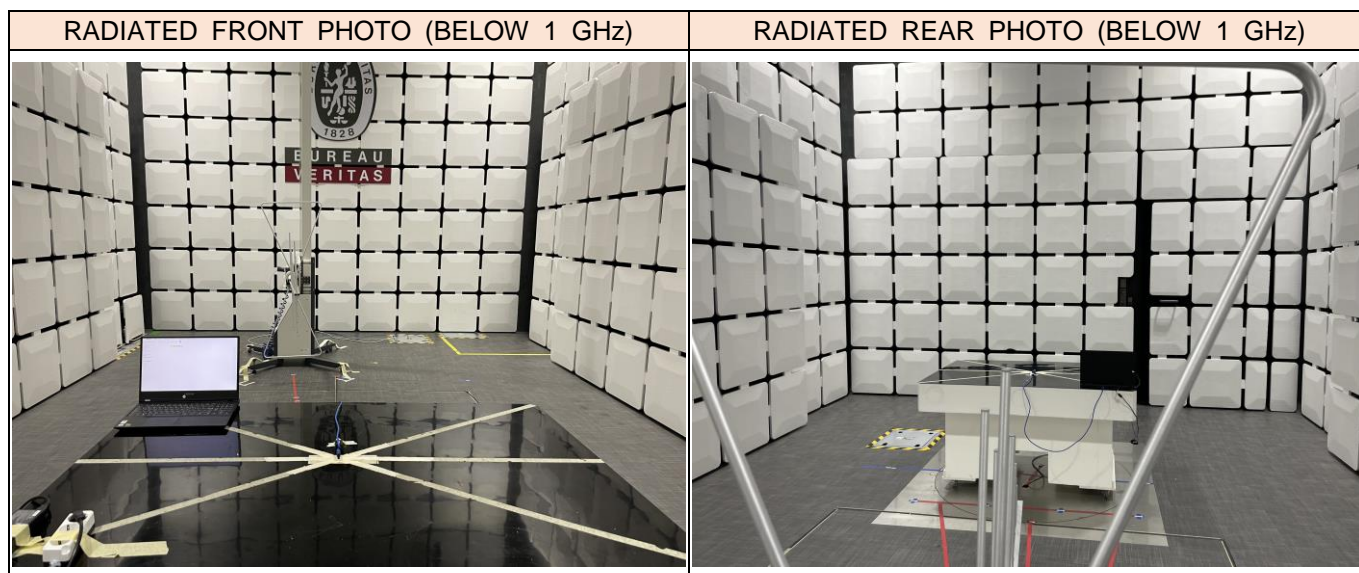 RADIATED FRONT PHOTO (BELOW 1 GHz)
RADIATED REAR PHOTO (BELOW 1 GHz)
1828
BUREAU
VERITAS